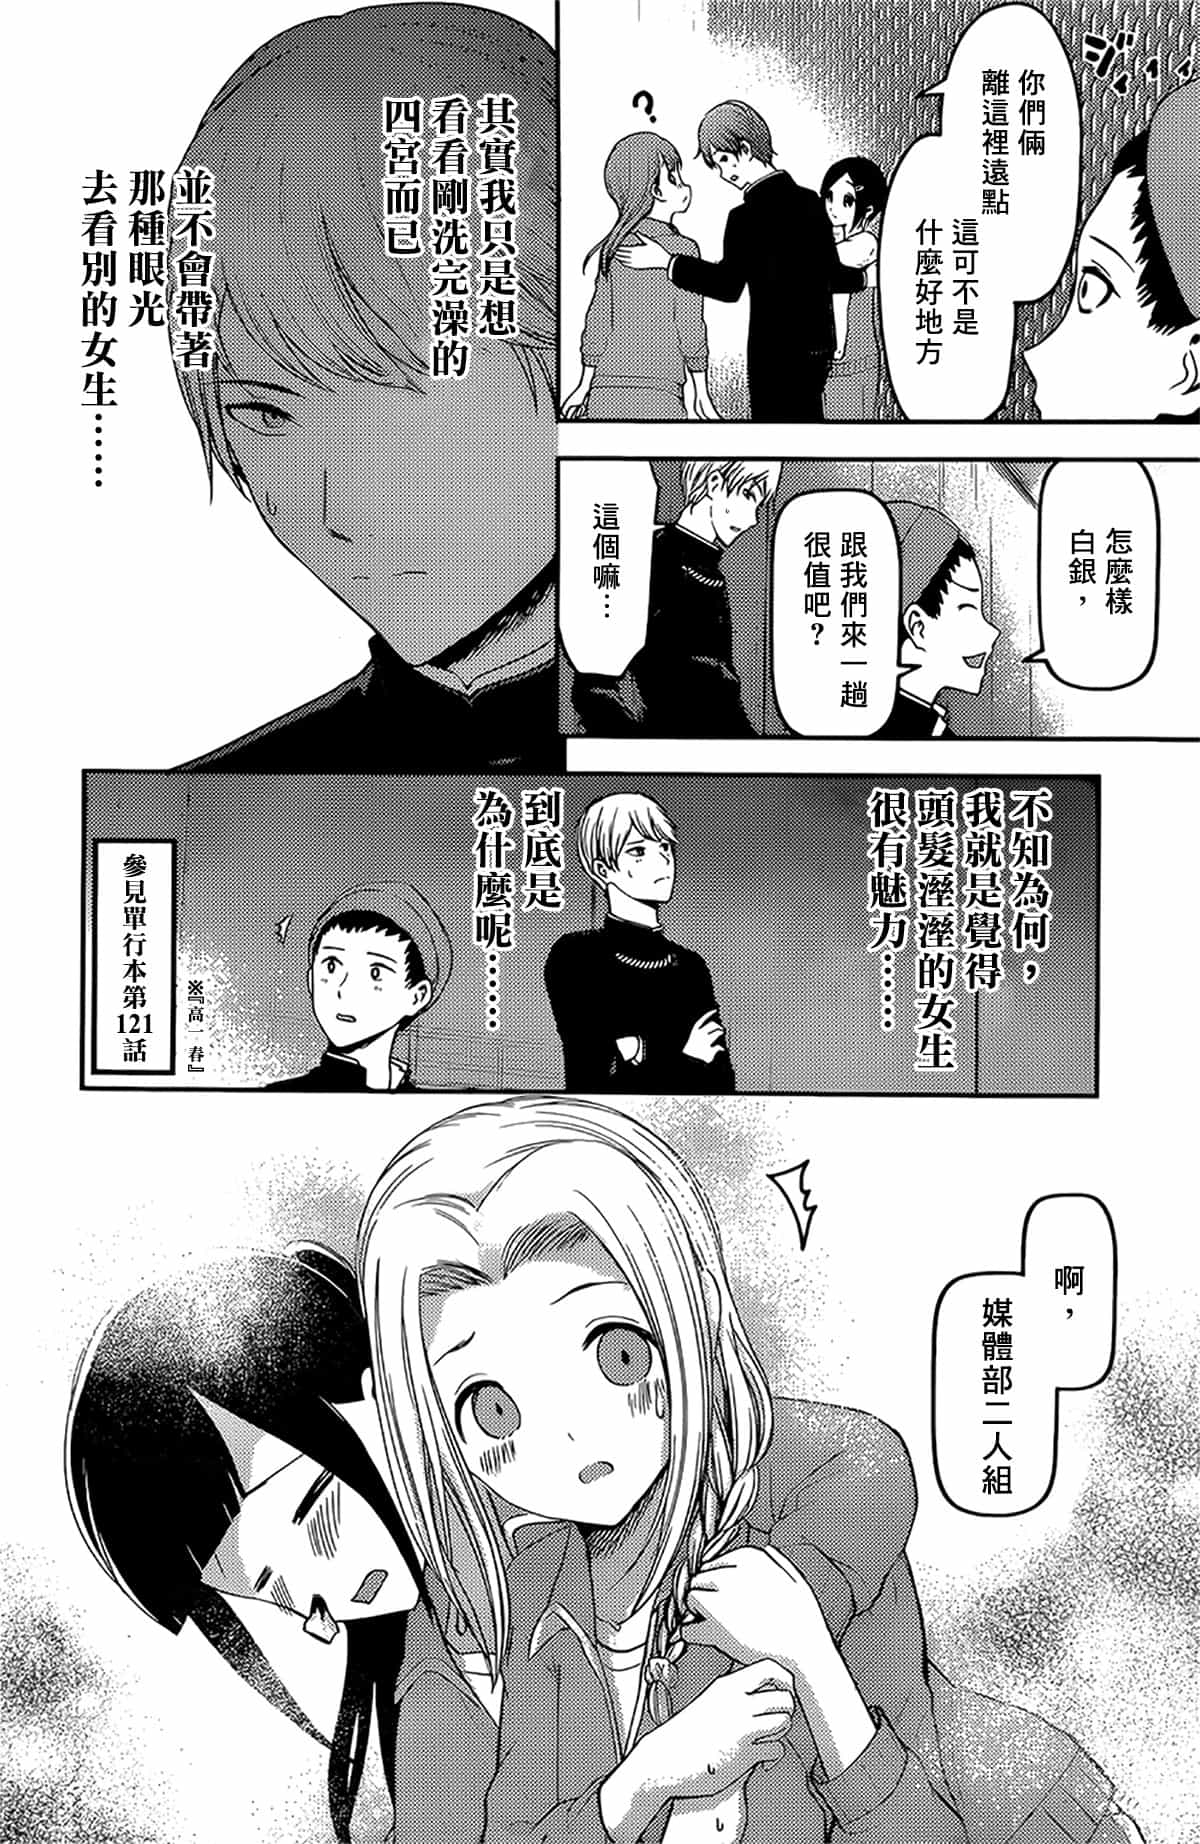 ジ
你們倆
離這裡遠點
這可不是
什麼好地方
?
怎麼樣
白銀，
跟我們來一趟
很值吧?
這個嘛…
其實我只是想
看看剛洗完澡的
四宮而已
並不會帶著
那種眼光
去看別的女生……
不知為何，
我就是覺得
頭髮溼溼的女生
很有魅力……
到底是
為什麼呢……
※『高一 春』
參見單行本第121話
啊，
媒體部二人組